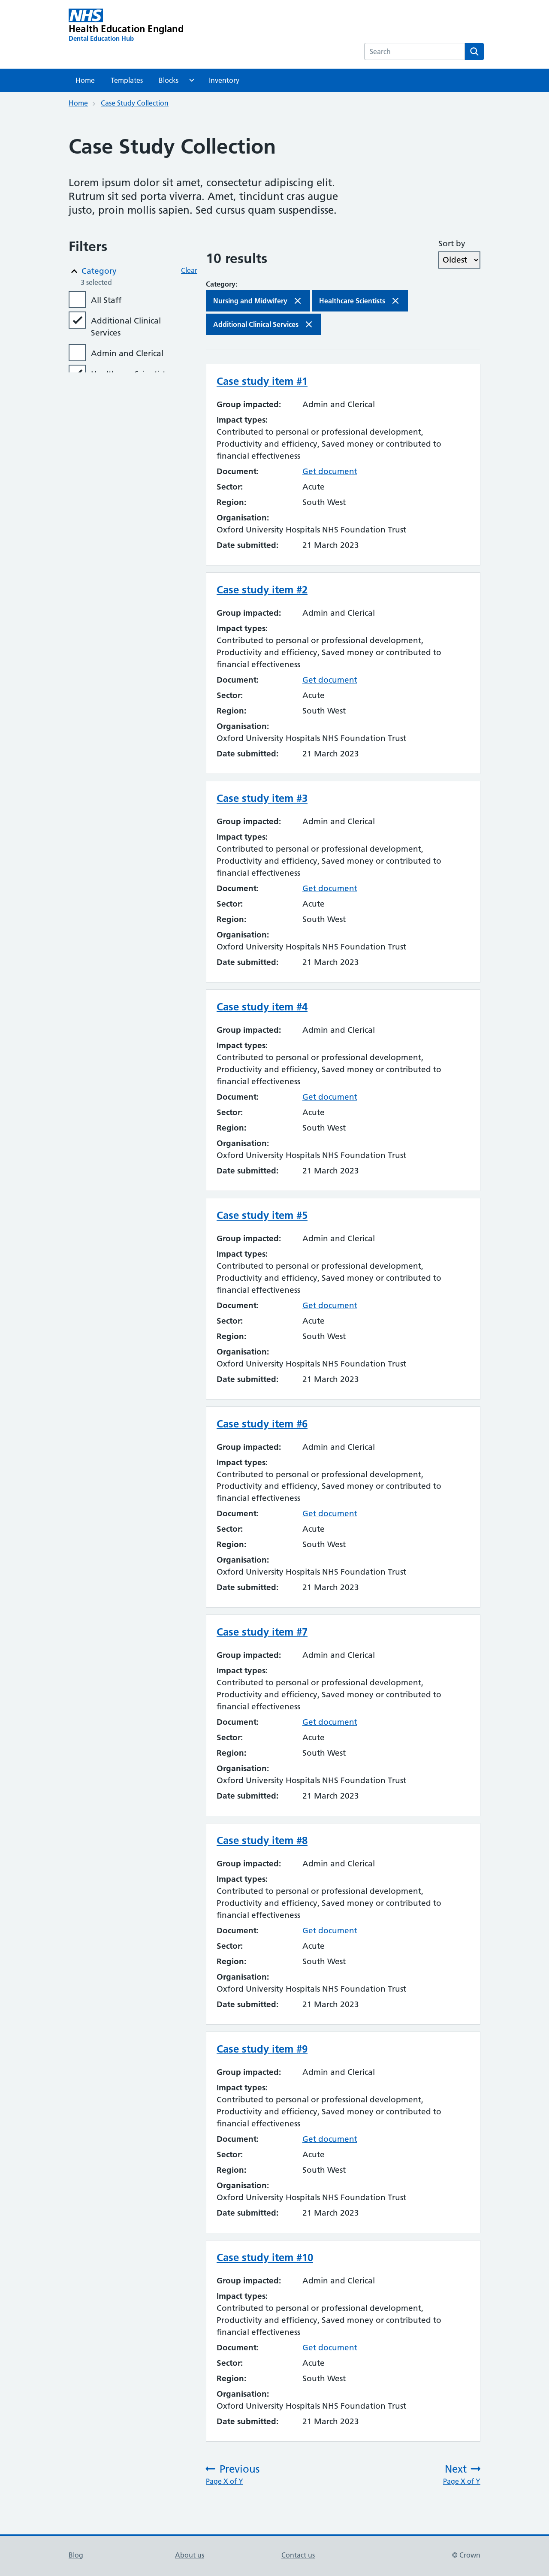 NHS
Health Education England
Dental Education Hub
Search
Home Templates Blocks Inventory
Home Case Study Collection
Case Study Collection
Lorem ipsum dolor sit amet, consectetur adipiscing elit.
Rutrum sit sed porta viverra. Amet, tincidunt cras augue
justo, proin mollis sapien. Sed cursus quam suspendisse.
Filters
Category Clear
3 selected
All Staff
Additional Clinical
Services
Admin and Clerical
10 results
Sort by
Oldest
Category:
Nursing and Midwifery Healthcare Scientists
Additional Clinical Services
Case study item #1
Group impacted: Admin and Clerical
Impact types:
Contributed to personal or professional development,
Productivity and efficiency, Saved money or contributed to
financial effectiveness
Document: Get document
Sector: Acute
Region: South West
Organisation:
Oxford University Hospitals NHS Foundation Trust
Date submitted: 21 March 2023
Case study item #2
Group impacted: Admin and Clerical
Impact types:
Contributed to personal or professional development,
Productivity and efficiency, Saved money or contributed to
financial effectiveness
Document: Get document
Sector: Acute
Region: South West
Organisation:
Oxford University Hospitals NHS Foundation Trust
Date submitted: 21 March 2023
Case study item #3
Group impacted: Admin and Clerical
Impact types:
Contributed to personal or professional development,
Productivity and efficiency, Saved money or contributed to
financial effectiveness
Document: Get document
Sector: Acute
Region: South West
Organisation:
Oxford University Hospitals NHS Foundation Trust
Date submitted: 21 March 2023
Case study item #4
Group impacted: Admin and Clerical
Impact types:
Contributed to personal or professional development,
Productivity and efficiency, Saved money or contributed to
financial effectiveness
Document: Get document
Sector: Acute
Region: South West
Organisation:
Oxford University Hospitals NHS Foundation Trust
Date submitted: 21 March 2023
Case study item #5
Group impacted: Admin and Clerical
Impact types:
Contributed to personal or professional development,
Productivity and efficiency, Saved money or contributed to
financial effectiveness
Document: Get document
Sector: Acute
Region: South West
Organisation:
Oxford University Hospitals NHS Foundation Trust
Date submitted: 21 March 2023
Case study item #6
Group impacted: Admin and Clerical
Impact types:
Contributed to personal or professional development,
Productivity and efficiency, Saved money or contributed to
financial effectiveness
Document: Get document
Sector: Acute
Region: South West
Organisation:
Oxford University Hospitals NHS Foundation Trust
Date submitted: 21 March 2023
Case study item #7
Group impacted: Admin and Clerical
Impact types:
Contributed to personal or professional development,
Productivity and efficiency, Saved money or contributed to
financial effectiveness
Document: Get document
Sector: Acute
Region: South West
Organisation:
Oxford University Hospitals NHS Foundation Trust
Date submitted: 21 March 2023
Case study item #8
Group impacted: Admin and Clerical
Impact types:
Contributed to personal or professional development,
Productivity and efficiency, Saved money or contributed to
financial effectiveness
Document: Get document
Sector: Acute
Region: South West
Organisation:
Oxford University Hospitals NHS Foundation Trust
Date submitted: 21 March 2023
Case study item #9
Group impacted: Admin and Clerical
Impact types:
Contributed to personal or professional development,
Productivity and efficiency, Saved money or contributed to
financial effectiveness
Document: Get document
Sector: Acute
Region: South West
Organisation:
Oxford University Hospitals NHS Foundation Trust
Date submitted: 21 March 2023
Case study item #10
Group impacted: Admin and Clerical
Impact types:
Contributed to personal or professional development,
Productivity and efficiency, Saved money or contributed to
financial effectiveness
Document: Get document
Sector: Acute
Region: South West
Organisation:
Oxford University Hospitals NHS Foundation Trust
Date submitted: 21 March 2023
Previous Next
Page X of Y Page X of Y
Blog About us Contact us © Crown